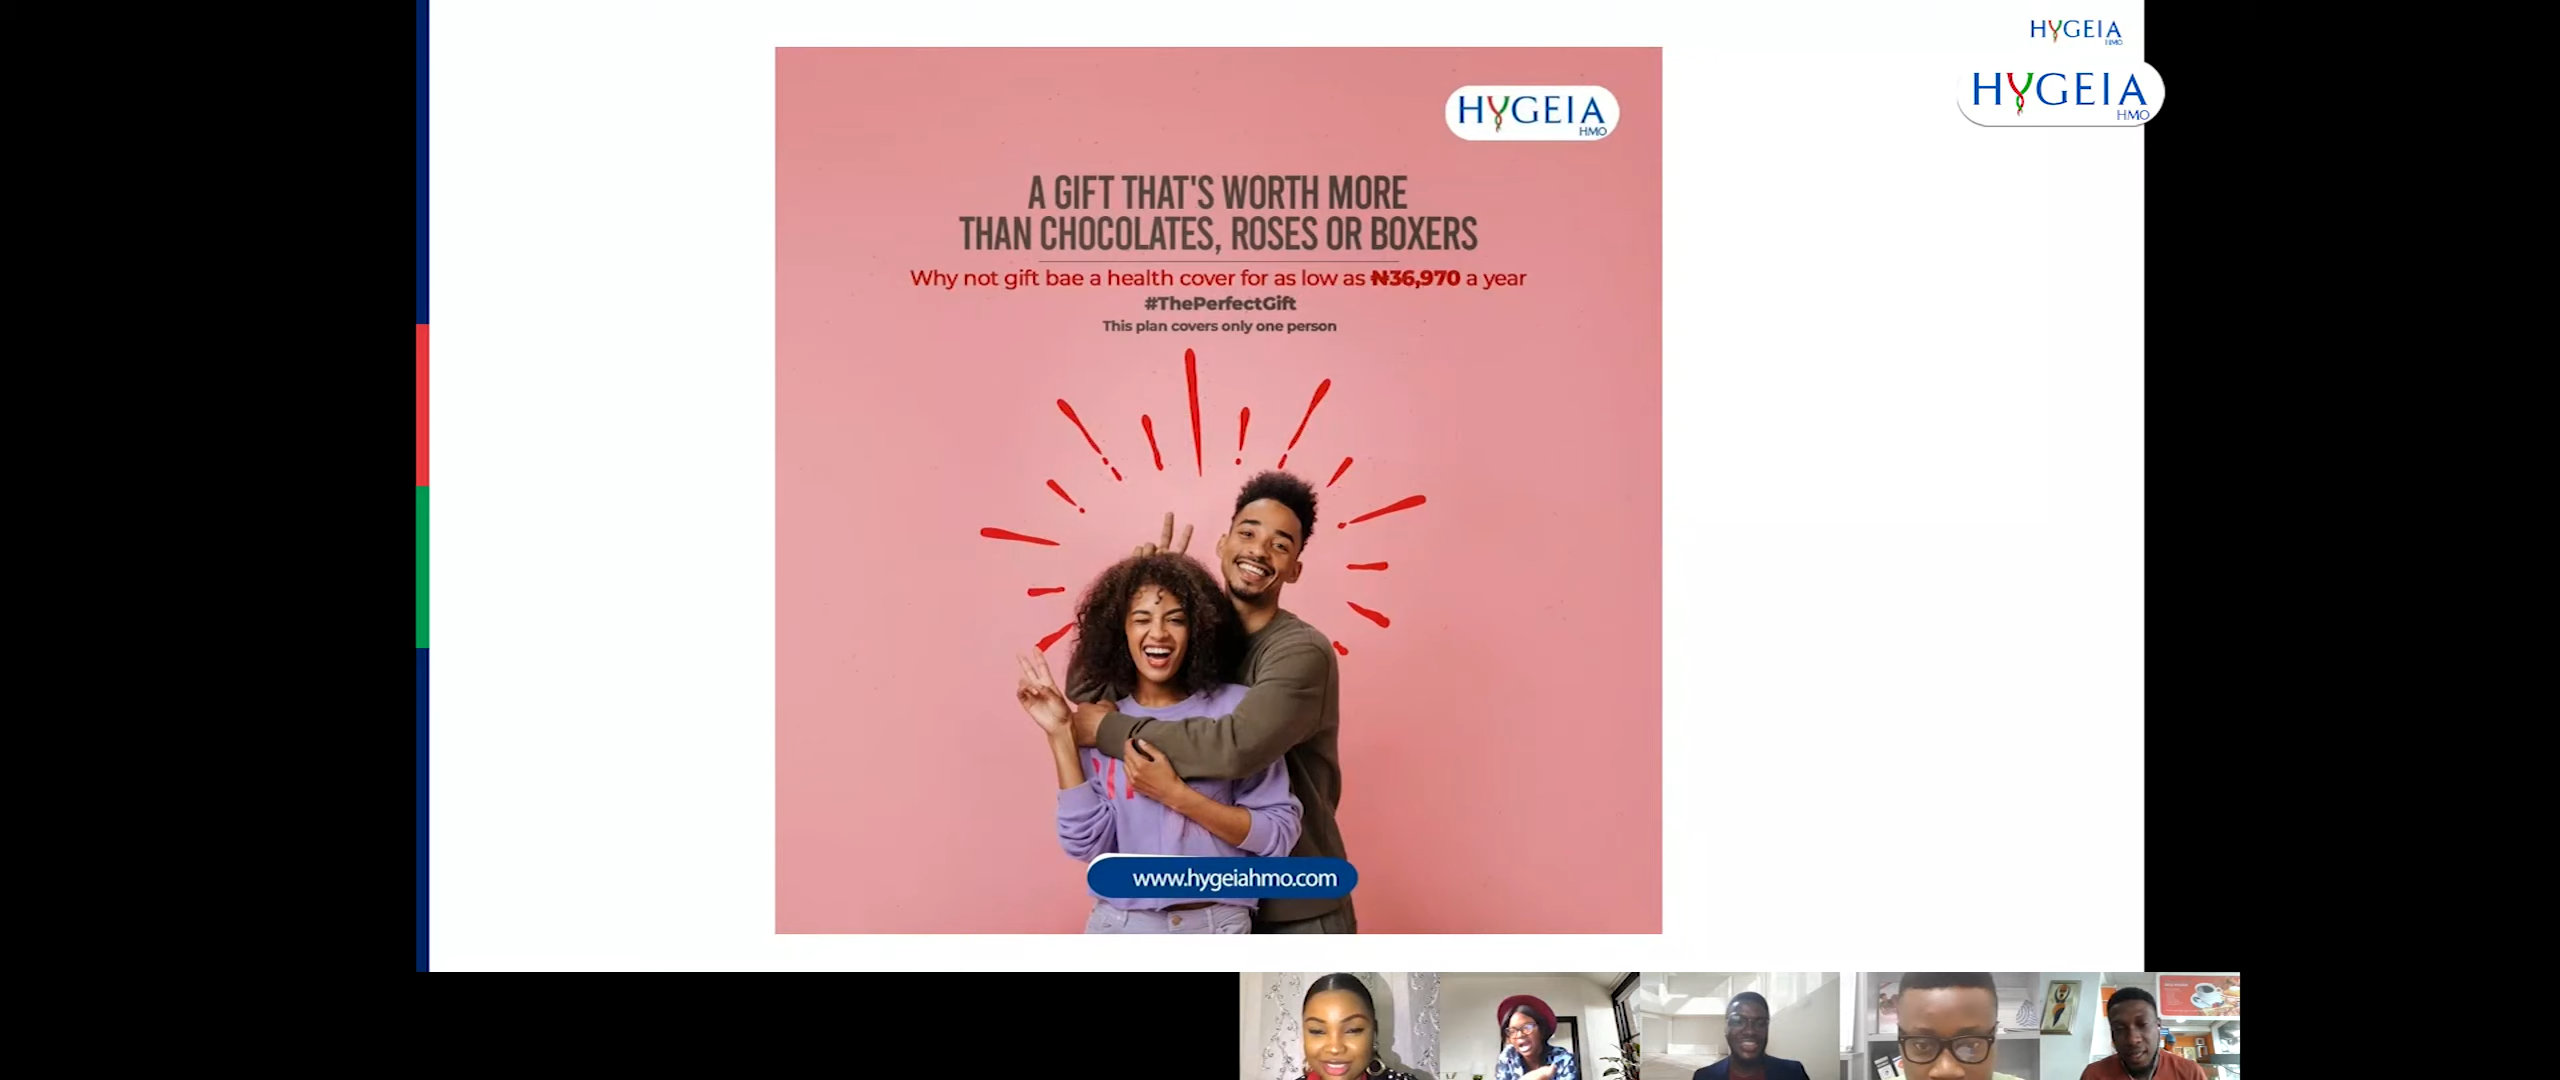 HYGEIA
HMO
HYGEIA
HMO
HYGEIA
HMO
A GIFT THAT'S WORTH MORE
THAN CHOCOLATES, ROSES OR BOXERS
Why not gift bae a health cover for as low as ₦36,970 a year
#ThePerfectGift
This plan covers only one person
www.hygeiahmo.com